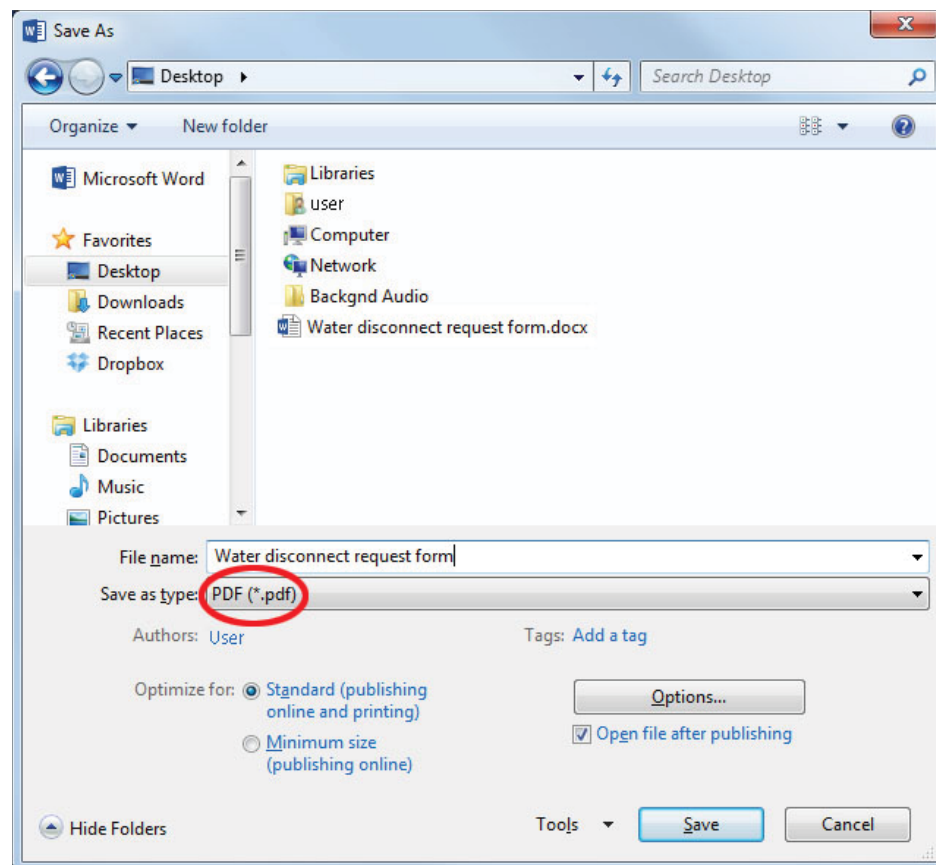 Save As
Desktop
Search Desktop
Organize
New folder
Microsoft Word
Favorites
Desktop
Downloads
Recent Places
Dropbox
Libraries
Documents
Music
Pictures
Libraries
user
Computer
Network
Backgnd Audio
Water disconnect request form.docx
File name: Water disconnect request form
Save as type: PDF (*.pdf)
Authors: User
Tags: Add a tag
Optimize for: Standard (publishing
online and printing)
Minimum size
(publishing online)
Options...
Open file after publishing
Hide Folders
Tools
Save
Cancel